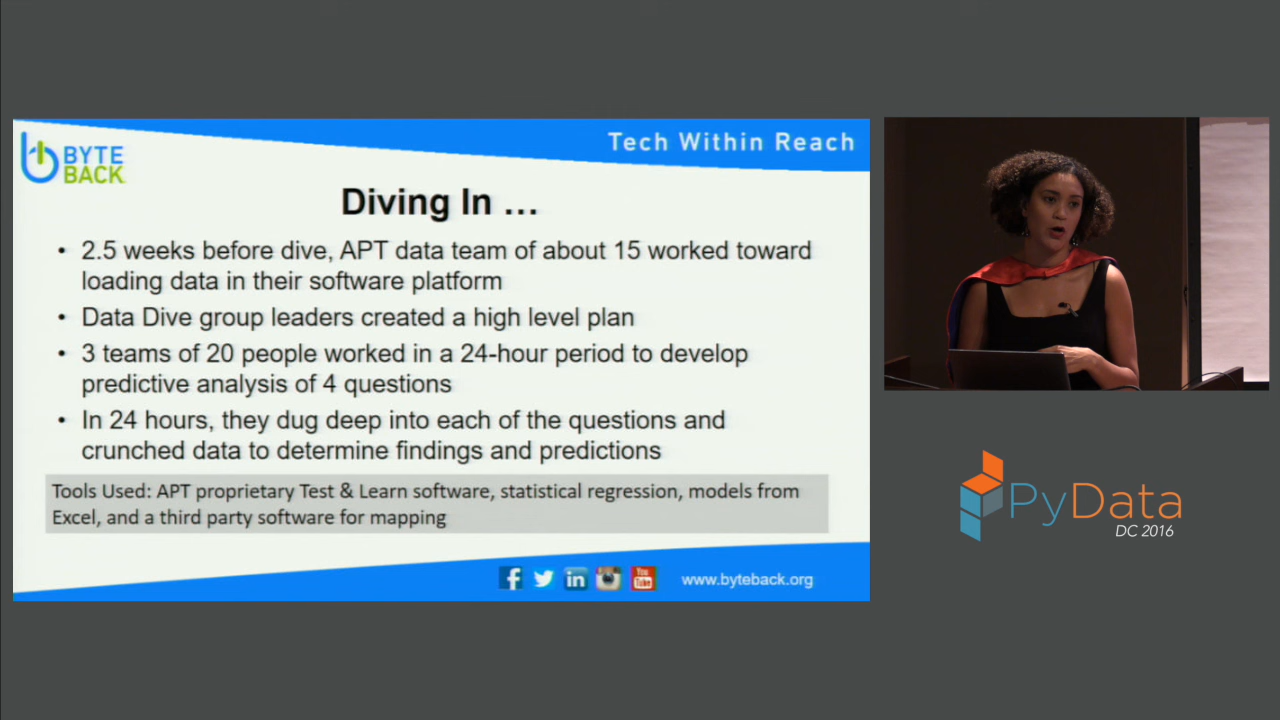 BYTE
BACK
Tech Within Reach
Diving In …
• 2.5 weeks before dive, APT data team of about 15 worked toward
loading data in their software platform
• Data Dive group leaders created a high level plan
• 3 teams of 20 people worked in a 24-hour period to develop
predictive analysis of 4 questions
• In 24 hours, they dug deep into each of the questions and
crunched data to determine findings and predictions
Tools Used: APT proprietary Test & Learn software, statistical regression, models from
Excel, and a third party software for mapping
You
Tube
www.byteback.org
PyData
DC 2016